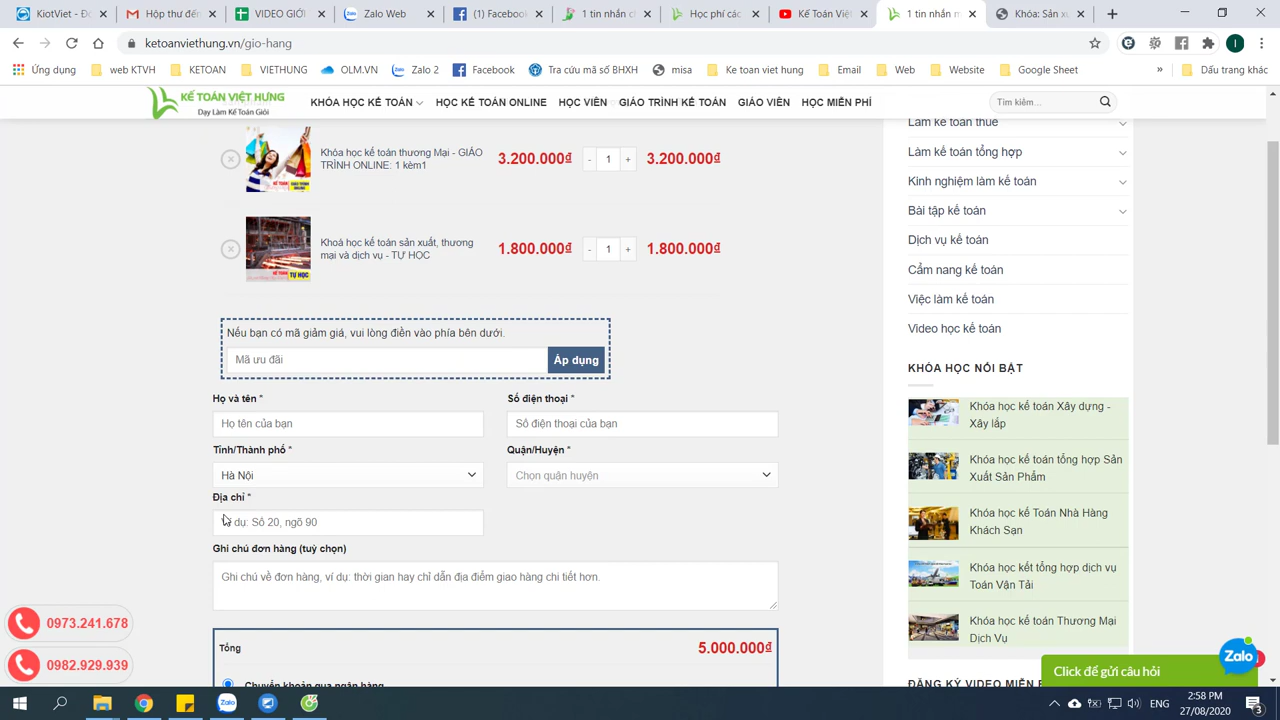 KiotViet - Đ
Hộp thư đến
VIDEO GIỚI
Zalo Web
(1) Facebook
1 tin nhắn c
Học phí các
Kế Toán Việ
1 tin nhắn m
Khóa: Sản xu
ketoanviethung.vn/gio-hang
Ứng dụng
web KTVH
KETOAN
VIETHUNG
OLM.VN
Zalo 2
Facebook
Tra cứu mã số BHXH
misa
Ke toan viet hung
Email
Web
Website
Google Sheet
»
Dấu trang khác
KẾ TOÁN VIỆT HƯNG
Dạy Làm Kế Toán Giỏi
KHÓA HỌC KẾ TOÁN
HỌC KẾ TOÁN ONLINE
HỌC VIÊN
GIÁO TRÌNH KẾ TOÁN
GIÁO VIÊN
HỌC MIỄN PHÍ
Tìm kiếm...
Khóa học kế toán thương Mại - GIÁO
TRÌNH ONLINE: 1 kèm1
3.200.000₫
- 1 +
3.200.000₫
Khoá học kế toán sản xuất, thương
mại và dịch vụ - TỰ HỌC
1.800.000₫
- 1 +
1.800.000₫
TỰ HỌC
Nếu bạn có mã giảm giá, vui lòng điền vào phía bên dưới.
Mã ưu đãi
Áp dụng
Họ và tên *
Số điện thoại *
Họ tên của bạn
Số điện thoại của bạn
Tỉnh/Thành phố *
Quận/Huyện *
Hà Nội
Chọn quận huyện
Địa chỉ *
dụ: Số 20, ngõ 90
Ghi chú đơn hàng (tuỳ chọn)
Ghi chú về đơn hàng, ví dụ: thời gian hay chỉ dẫn địa điểm giao hàng chi tiết hơn.
Tổng
5.000.000₫
Chuyển khoản qua ngân hàng
Làm kế toán thuế
Làm kế toán tổng hợp
Kinh nghiệm làm kế toán
Bài tập kế toán
Dịch vụ kế toán
Cẩm nang kế toán
Việc làm kế toán
Video học kế toán
KHÓA HỌC NỔI BẬT
Khóa học kế toán Xây dựng -
Xây lắp
Khóa học kế toán tổng hợp Sản
Xuất Sản Phẩm
Khóa học kế Toán Nhà Hàng
Khách Sạn
Khóa học kết tổng hợp dịch vụ
Toán Vận Tải
Khóa học kế toán Thương Mại
Dịch Vụ
ĐĂNG KÝ VIDEO MIỄN
0973.241.678
0982.929.939
Click để gửi câu hỏi
Zalo
ENG
2:58 PM
27/08/2020